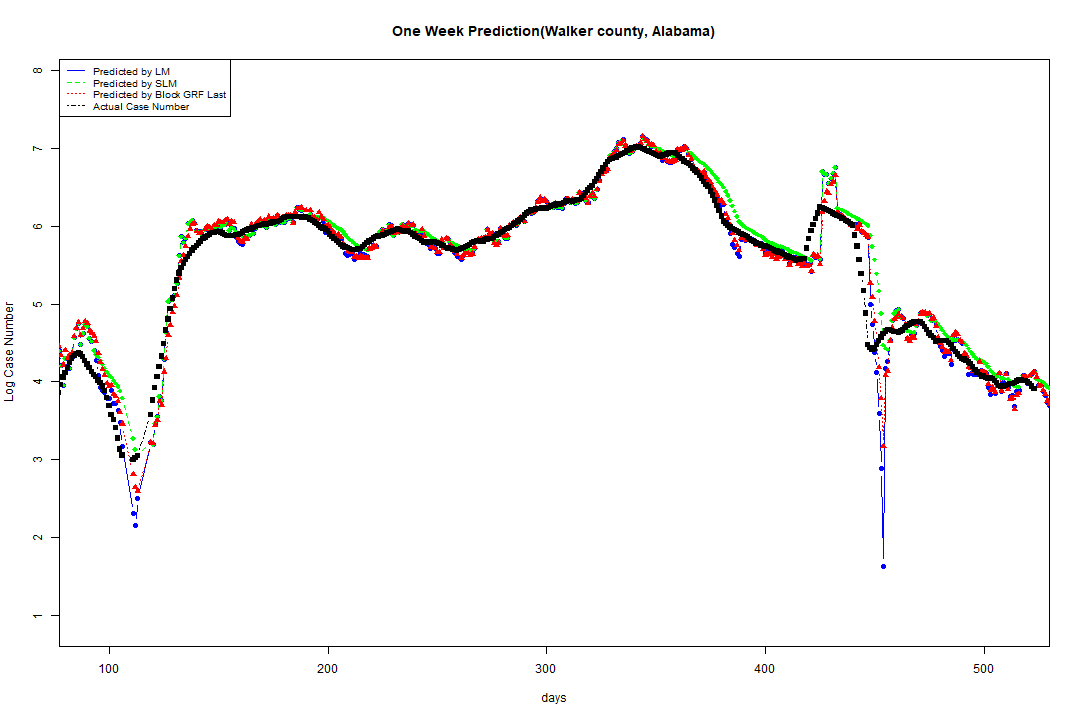 One Week Prediction(Walker county, Alabama)
Predicted by LM
Predicted by SLM
Predicted by Block GRF Last
Actual Case Number
8
7
6
5
4
3
2
1
Log Case Number
100 200 300 400 500
days